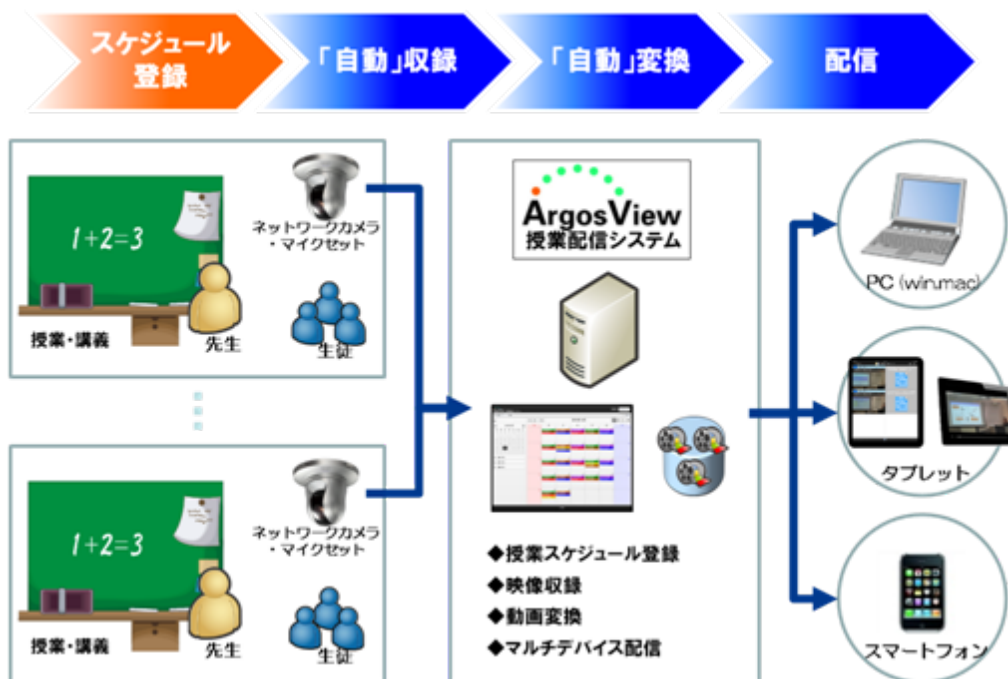 スケジュール
登録
「自動」収録
「自動」変換
配信
1+2=3
ネットワークカメラ
・マイクセット
授業・講義
先生
生徒
1+2=3
ネットワークカメラ
・マイクセット
授業・講義
先生
生徒
ArgosView
授業配信システム
◆授業スケジュール登録
◆映像収録
◆動画変換
◆マルチデバイス配信
PC (win.mac)
タブレット
スマートフォン